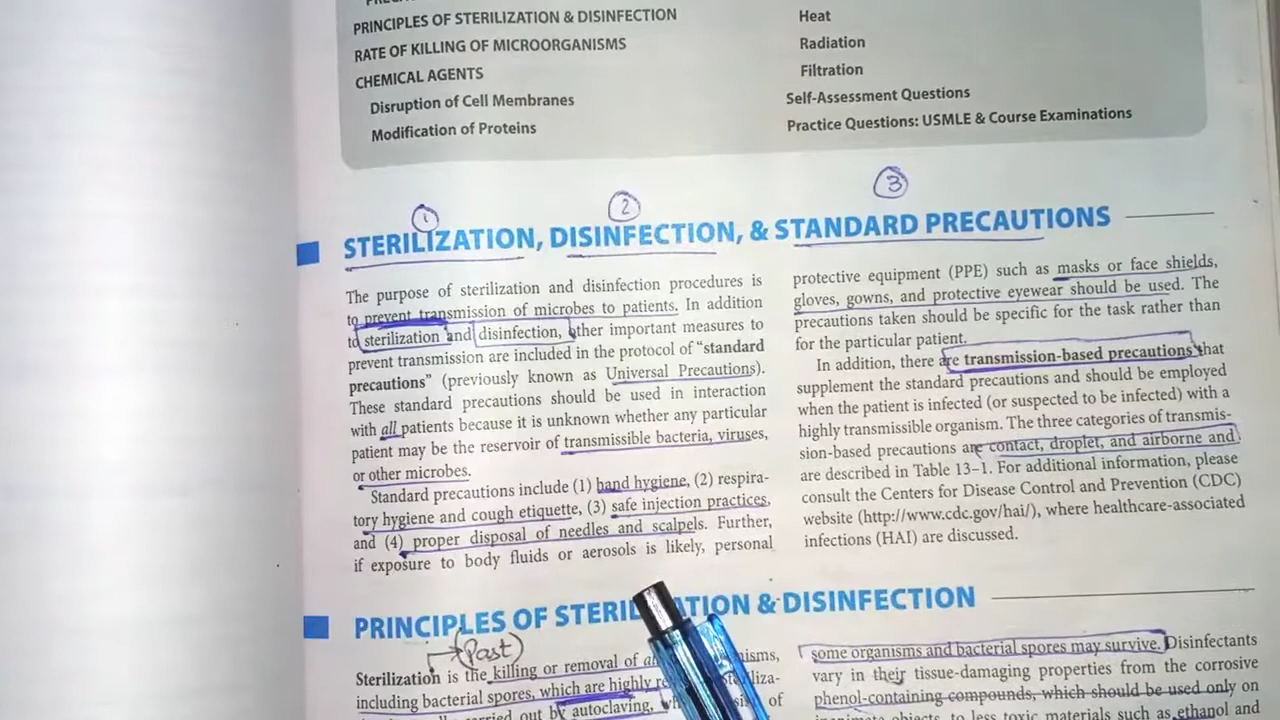 PRINCIPLES OF STERILIZATION & DISINFECTION
RATE OF KILLING OF MICROORGANISMS
CHEMICAL AGENTS
Disruption of Cell Membranes
Modification of Proteins
Heat
Radiation
Filtration
Self-Assessment Questions
Practice Questions: USMLE & Course Examinations
1 2 3
STERILIZATION, DISINFECTION, & STANDARD PRECAUTIONS
The purpose of sterilization and disinfection procedures is
to prevent transmission of microbes to patients. In addition
to sterilization and disinfection, other important measures to
prevent transmission are included in the protocol of “standard
precautions” (previously known as Universal Precautions).
These standard precautions should be used in interaction
with all patients because it is unknown whether any particular
patient may be the reservoir of transmissible bacteria, viruses,
or other microbes.
Standard precautions include (1) hand hygiene, (2) respira-
tory hygiene and cough etiquette, (3) safe injection practices,
and (4) proper disposal of needles and scalpels. Further,
if exposure to body fluids or aerosols is likely, personal
protective equipment (PPE) such as masks or face shields,
gloves, gowns, and protective eyewear should be used. The
precautions taken should be specific for the task rather than
for the particular patient.
In addition, there are transmission-based precautions that
supplement the standard precautions and should be employed
when the patient is infected (or suspected to be infected) with a
highly transmissible organism. The three categories of transmis-
sion-based precautions are contact, droplet, and airborne and
are described in Table 13–1. For additional information, please
consult the Centers for Disease Control and Prevention (CDC)
website (http://www.cdc.gov/hai/), where healthcare-associated
infections (HAI) are discussed.
PRINCIPLES OF & DISINFECTION
(Past)
Sterilization is the killing or removal of
including bacterial spores, which are highly
carried out by autoclaving, of
some organisms and bacterial spores may survive. Disinfectants
vary in their tissue-damaging properties from the corrosive
phenol-containing compounds, which should be used only on
inanimate objects, to less toxic materials such as ethanol and